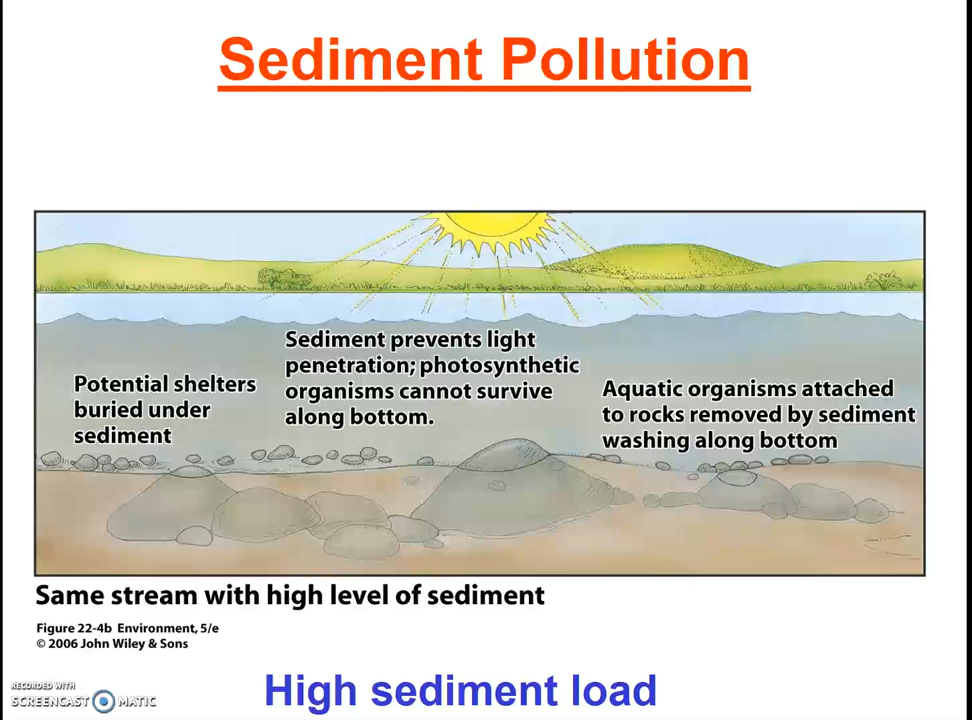 Sediment Pollution
Sediment prevents light
penetration; photosynthetic
organisms cannot survive
along bottom.
Potential shelters
buried under
sediment
Aquatic organisms attached
to rocks removed by sediment
washing along bottom
Same stream with high level of sediment
Figure 22-4b Environment, 5/e
© 2006 John Wiley & Sons
High sediment load
RECORDED WITH
SCREENCAST MATIC